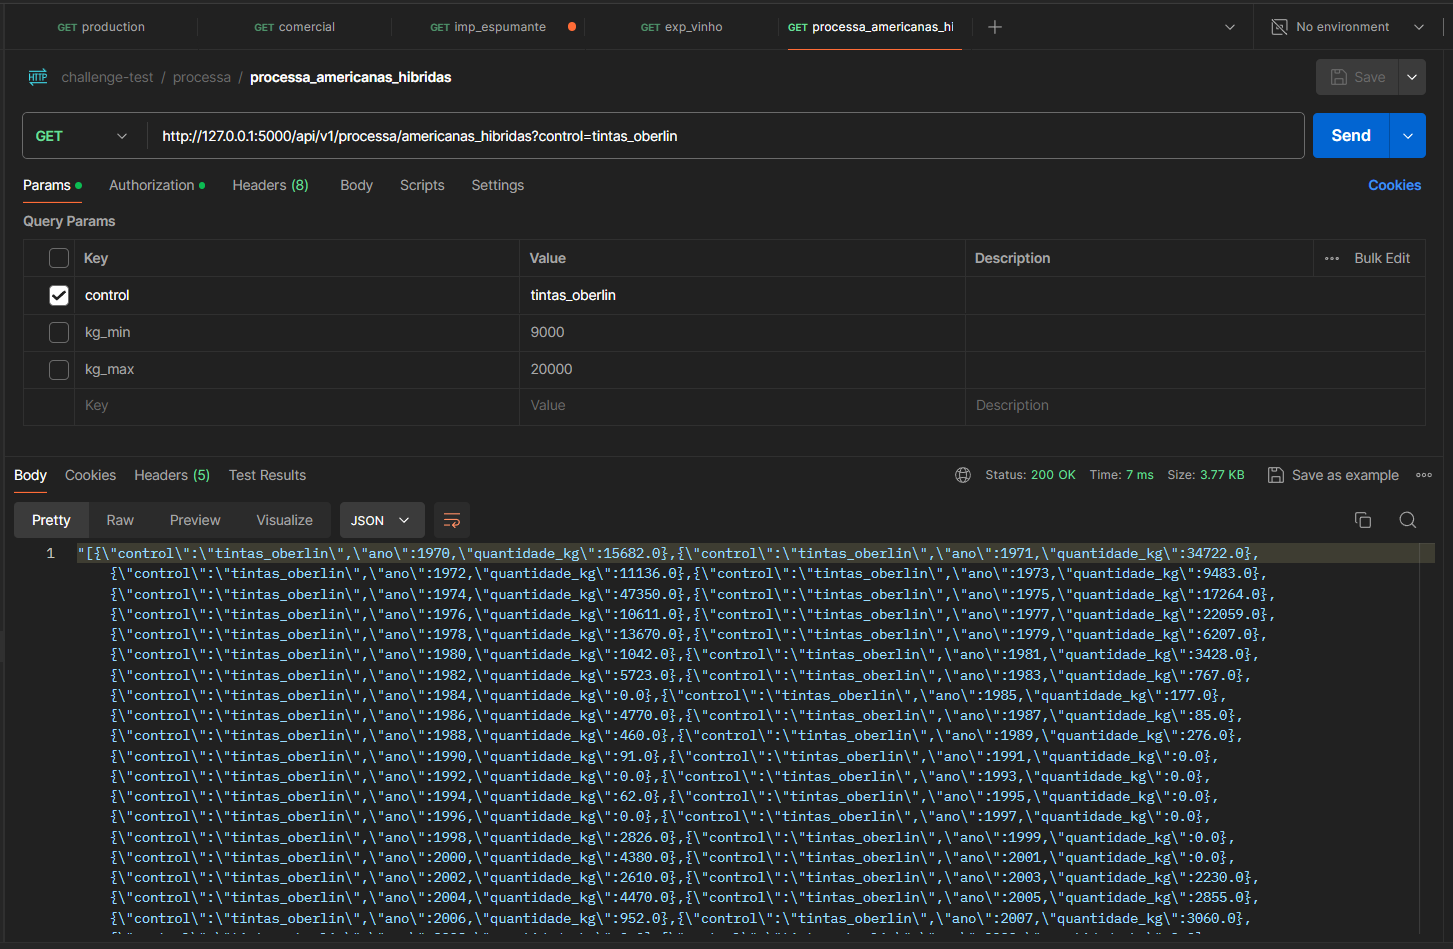 GET production GET comercial GET imp_espumante GET exp_vinho GET processa_americanas_hi No environment
HTTP challenge-test / processa / processa_americanas_hibridas Save
GET http://127.0.0.1:5000/api/v1/processa/americanas_hibridas?control=tintas_oberlin Send
Params Authorization Headers (8) Body Scripts Settings Cookies
Query Params
Key Value Description Bulk Edit
control tintas_oberlin
kg_min 9000
kg_max 20000
Key Value Description
Body Cookies Headers (5) Test Results Status: 200 OK Time: 7 ms Size: 3.77 KB Save as example
Pretty Raw Preview Visualize JSON
1 "[{\"control\":\"tintas_oberlin\",\"ano\":1970,\"quantidade_kg\":15682.0},{\"control\":\"tintas_oberlin\",\"ano\":1971,\"quantidade_kg\":34722.0},
{\"control\":\"tintas_oberlin\",\"ano\":1972,\"quantidade_kg\":11136.0},{\"control\":\"tintas_oberlin\",\"ano\":1973,\"quantidade_kg\":9483.0},
{\"control\":\"tintas_oberlin\",\"ano\":1974,\"quantidade_kg\":47350.0},{\"control\":\"tintas_oberlin\",\"ano\":1975,\"quantidade_kg\":17264.0},
{\"control\":\"tintas_oberlin\",\"ano\":1976,\"quantidade_kg\":10611.0},{\"control\":\"tintas_oberlin\",\"ano\":1977,\"quantidade_kg\":22059.0},
{\"control\":\"tintas_oberlin\",\"ano\":1978,\"quantidade_kg\":13670.0},{\"control\":\"tintas_oberlin\",\"ano\":1979,\"quantidade_kg\":6207.0},
{\"control\":\"tintas_oberlin\",\"ano\":1980,\"quantidade_kg\":1042.0},{\"control\":\"tintas_oberlin\",\"ano\":1981,\"quantidade_kg\":3428.0},
{\"control\":\"tintas_oberlin\",\"ano\":1982,\"quantidade_kg\":5723.0},{\"control\":\"tintas_oberlin\",\"ano\":1983,\"quantidade_kg\":767.0},
{\"control\":\"tintas_oberlin\",\"ano\":1984,\"quantidade_kg\":0.0},{\"control\":\"tintas_oberlin\",\"ano\":1985,\"quantidade_kg\":177.0},
{\"control\":\"tintas_oberlin\",\"ano\":1986,\"quantidade_kg\":4770.0},{\"control\":\"tintas_oberlin\",\"ano\":1987,\"quantidade_kg\":85.0},
{\"control\":\"tintas_oberlin\",\"ano\":1988,\"quantidade_kg\":460.0},{\"control\":\"tintas_oberlin\",\"ano\":1989,\"quantidade_kg\":276.0},
{\"control\":\"tintas_oberlin\",\"ano\":1990,\"quantidade_kg\":91.0},{\"control\":\"tintas_oberlin\",\"ano\":1991,\"quantidade_kg\":0.0},
{\"control\":\"tintas_oberlin\",\"ano\":1992,\"quantidade_kg\":0.0},{\"control\":\"tintas_oberlin\",\"ano\":1993,\"quantidade_kg\":0.0},
{\"control\":\"tintas_oberlin\",\"ano\":1994,\"quantidade_kg\":62.0},{\"control\":\"tintas_oberlin\",\"ano\":1995,\"quantidade_kg\":0.0},
{\"control\":\"tintas_oberlin\",\"ano\":1996,\"quantidade_kg\":0.0},{\"control\":\"tintas_oberlin\",\"ano\":1997,\"quantidade_kg\":0.0},
{\"control\":\"tintas_oberlin\",\"ano\":1998,\"quantidade_kg\":2826.0},{\"control\":\"tintas_oberlin\",\"ano\":1999,\"quantidade_kg\":0.0},
{\"control\":\"tintas_oberlin\",\"ano\":2000,\"quantidade_kg\":4380.0},{\"control\":\"tintas_oberlin\",\"ano\":2001,\"quantidade_kg\":0.0},
{\"control\":\"tintas_oberlin\",\"ano\":2002,\"quantidade_kg\":2610.0},{\"control\":\"tintas_oberlin\",\"ano\":2003,\"quantidade_kg\":2230.0},
{\"control\":\"tintas_oberlin\",\"ano\":2004,\"quantidade_kg\":4470.0},{\"control\":\"tintas_oberlin\",\"ano\":2005,\"quantidade_kg\":2855.0},
{\"control\":\"tintas_oberlin\",\"ano\":2006,\"quantidade_kg\":952.0},{\"control\":\"tintas_oberlin\",\"ano\":2007,\"quantidade_kg\":3060.0},